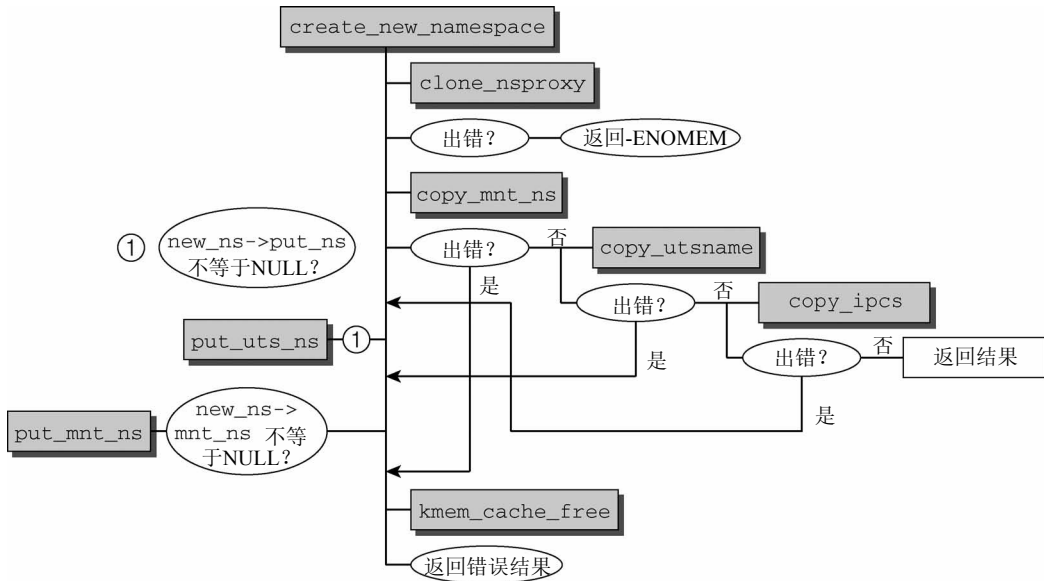 create_new_namespace
clone_nsproxy
出错？
返回-ENOMEM
copy_mnt_ns
①
new_ns->put_ns
不等于NULL？
出错？
否
copy_utsname
是
出错？
否
copy_ipcs
put_uts_ns
①
是
出错？
否
返回结果
是
put_mnt_ns
new_ns->
mnt_ns 不等
于NULL？
kmem_cache_free
返回错误结果